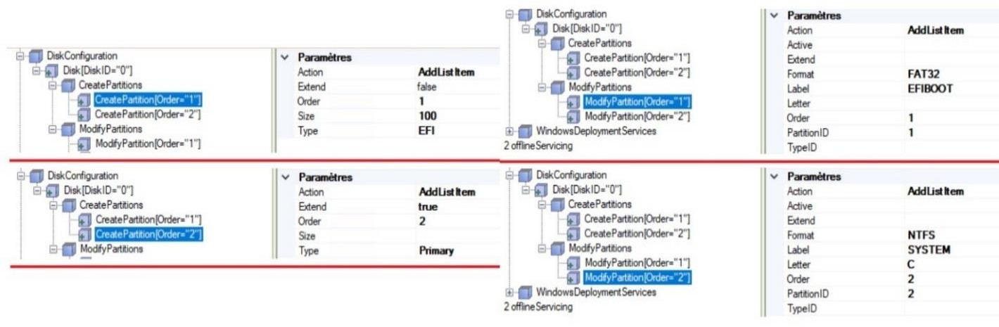 DiskConfiguration
Disk[DiskID="0"]
CreatePartitions
CreatePartition[Order="1"]
CreatePartition[Order="2"]
ModifyPartitions
ModifyPartition[Order="1"]
Paramètres
Action AddListItem
Extend false
Order 1
Size 100
Type EFI
DiskConfiguration
Disk[DiskID="0"]
CreatePartitions
CreatePartition[Order="1"]
CreatePartition[Order="2"]
ModifyPartitions
Paramètres
Action AddListItem
Extend true
Order 2
Size
Type Primary
DiskConfiguration
Disk[DiskID="0"]
CreatePartitions
CreatePartition[Order="1"]
CreatePartition[Order="2"]
ModifyPartitions
ModifyPartition[Order="1"]
ModifyPartition[Order="2"]
WindowsDeploymentServices
2 offlineServicing
Paramètres
Action AddListItem
Active
Extend
Format FAT32
Label EFIBOOT
Letter
Order 1
PartitionID 1
TypeID
DiskConfiguration
Disk[DiskID="0"]
CreatePartitions
CreatePartition[Order="1"]
CreatePartition[Order="2"]
ModifyPartitions
ModifyPartition[Order="1"]
ModifyPartition[Order="2"]
WindowsDeploymentServices
2 offlineServicing
Paramètres
Action AddListItem
Active
Extend
Format NTFS
Label SYSTEM
Letter C
Order 2
PartitionID 2
TypeID